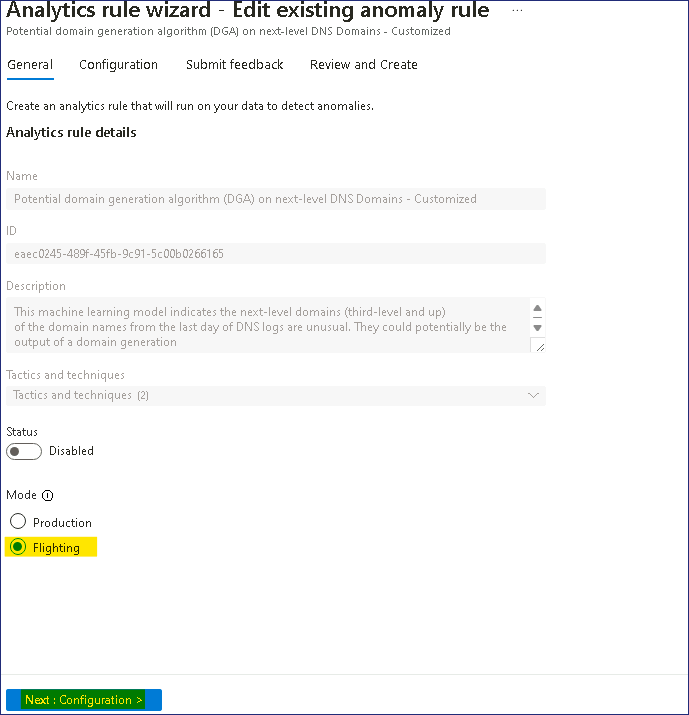 Analytics rule wizard - Edit existing anomaly rule ...
Potential domain generation algorithm (DGA) on next-level DNS Domains - Customized
General Configuration Submit feedback Review and Create
Create an analytics rule that will run on your data to detect anomalies.
Analytics rule details
Name
Potential domain generation algorithm (DGA) on next-level DNS Domains - Customized
ID
eaec0245-489f-45fb-9c91-5c00b0266165
Description
This machine learning model indicates the next-level domains (third-level and up)
of the domain names from the last day of DNS logs are unusual. They could potentially be the
output of a domain generation
Tactics and techniques
Tactics and techniques (2)
Status
Disabled
Mode
Production
Flighting
Next : Configuration >